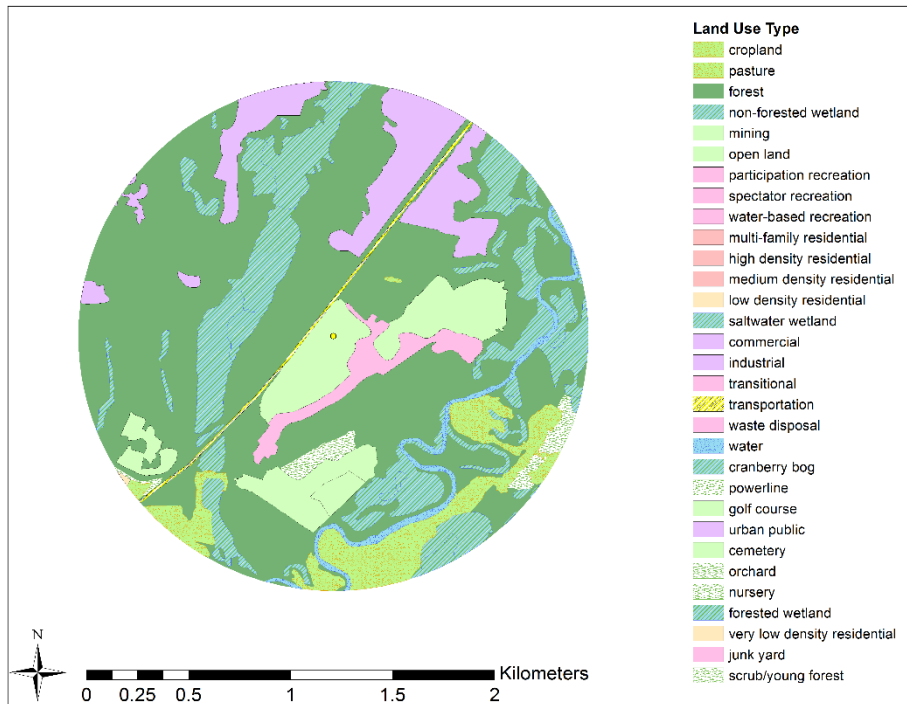 Land Use Type
cropland
pasture
forest
non-forested wetland
mining
open land
participation recreation
spectator recreation
water-based recreation
multi-family residential
high density residential
medium density residential
low density residential
saltwater wetland
commercial
industrial
transitional
transportation
waste disposal
water
cranberry bog
powerline
golf course
urban public
cemetery
orchard
nursery
forested wetland
very low density residential
junk yard
scrub/young forest
N
Kilometers
0 0.25 0.5 1 1.5 2